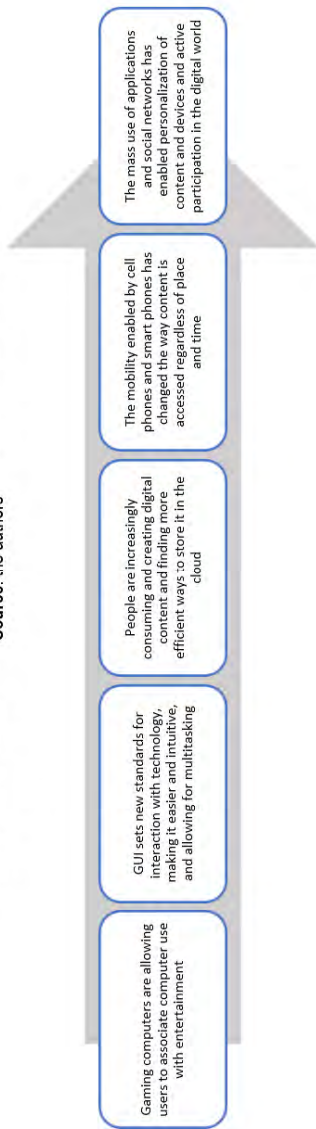 Source: the authors
Gaming computers are allowing
users to associate computer use
with entertainment
GUI sets new standards for
interaction with technology,
making it easier and intuitive,
and allowing for multitasking
People are increasingly
consuming and creating digital
content and finding more
efficient ways to store it in the
cloud
The mobility enabled by cell
phones and smart phones has
changed the way content is
accessed regardless of place
and time
The mass use of applications
and social networks has
enabled personalization of
content and devices and active
participation in the digital world